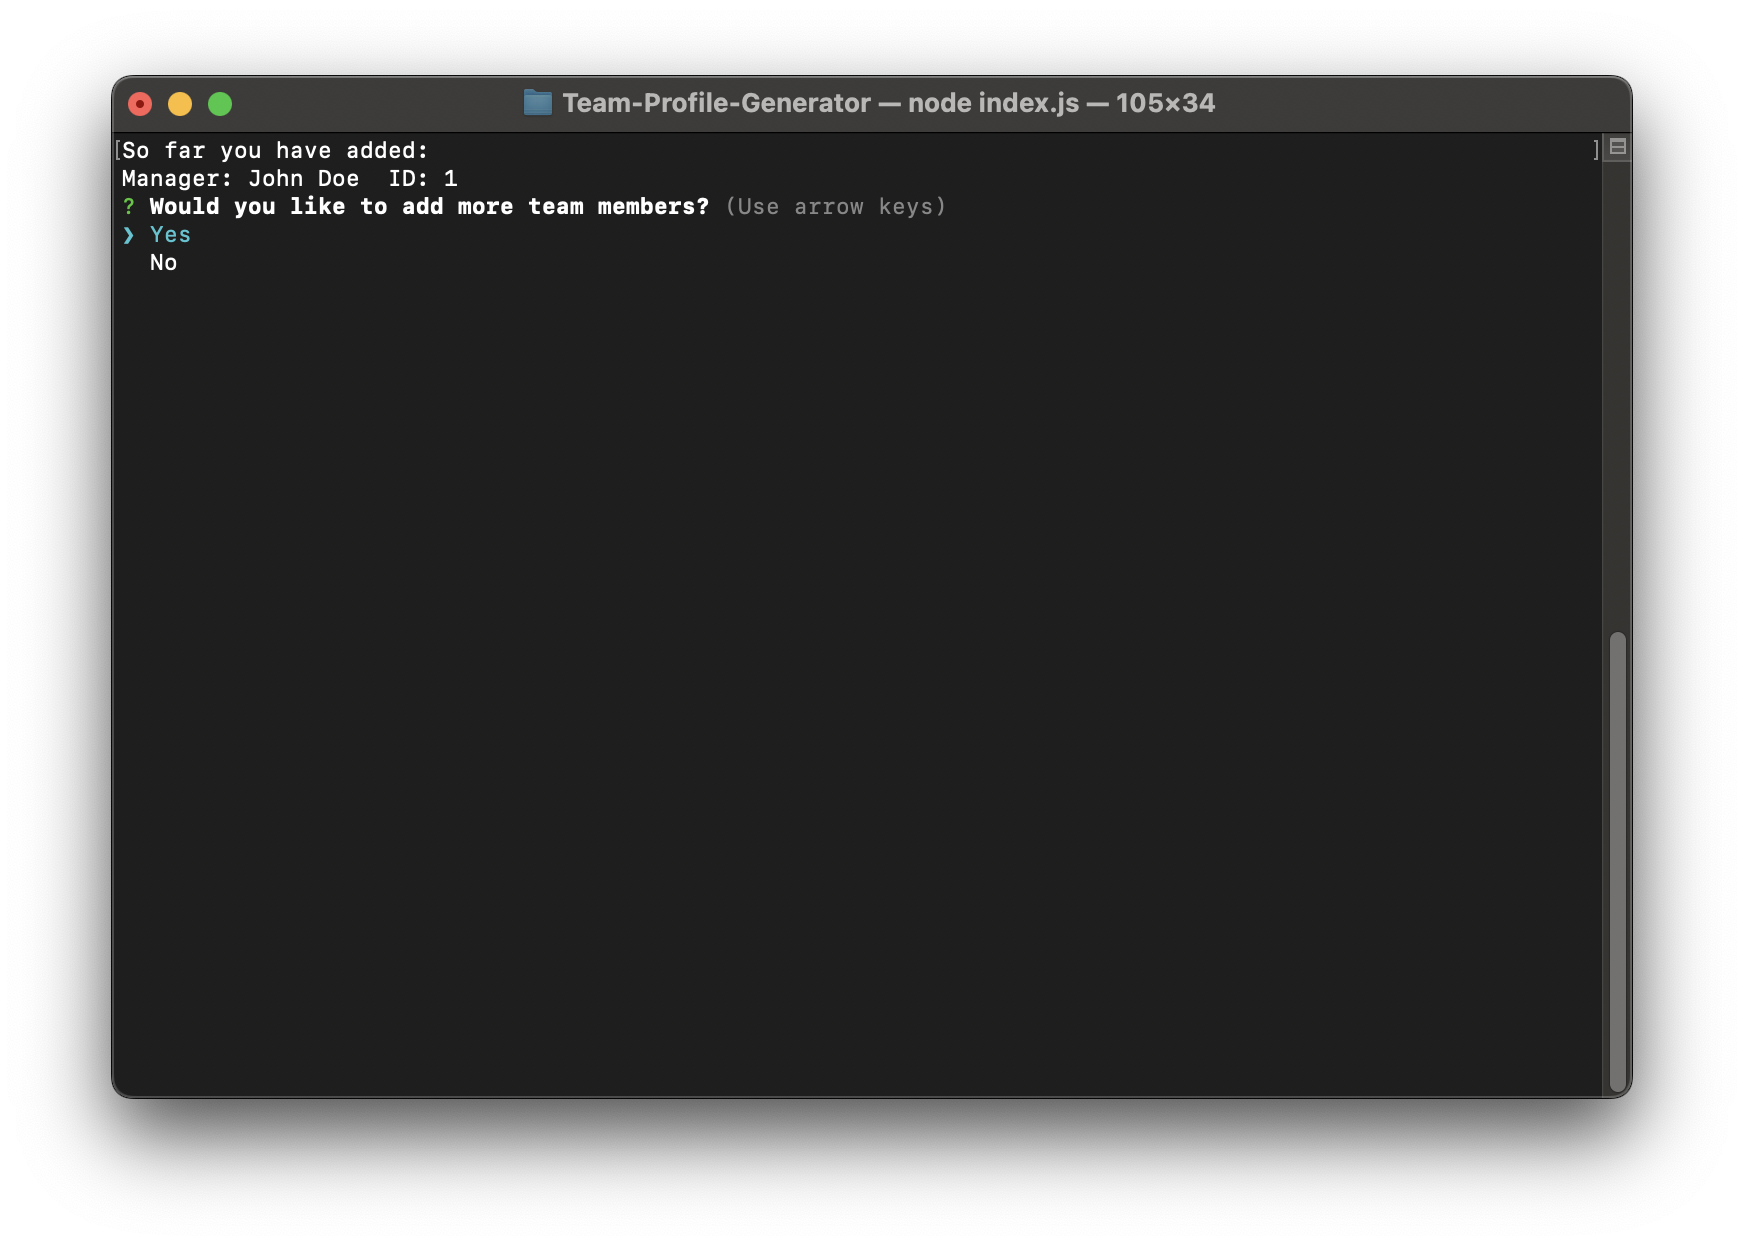 Team-Profile-Generator — node index.js — 105×34
[So far you have added: ]
Manager: John Doe  ID: 1
? Would you like to add more team members? (Use arrow keys)
❯ Yes
No